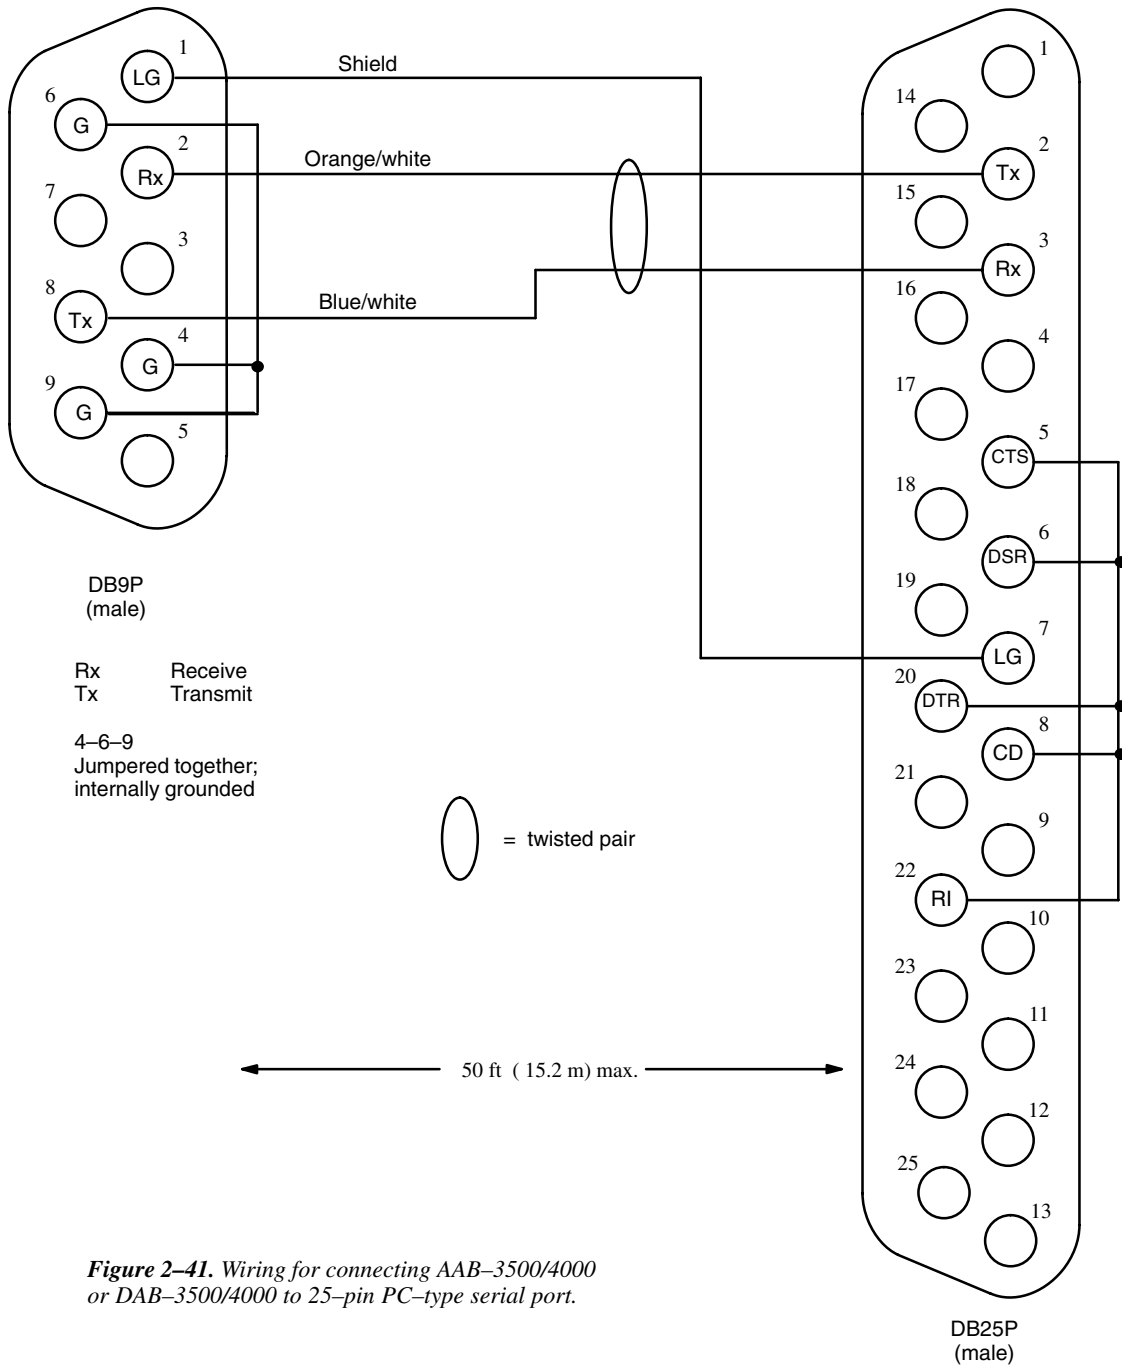 1
LG
Shield
6
G
2
Rx
Orange/white
7
3
8
Tx
Blue/white
4
G
9
G
5
DB9P
(male)
Rx Receive
Tx Transmit
4–6–9
Jumpered together;
internally grounded
= twisted pair
50 ft ( 15.2 m) max.
1
14
2
Tx
15
3
Rx
16
4
17
5
CTS
18
6
DSR
19
7
LG
20
DTR
8
CD
21
9
22
RI
10
23
11
24
12
25
13
DB25P
(male)
Figure 2–41. Wiring for connecting AAB–3500/4000
or DAB–3500/4000 to 25–pin PC–type serial port.